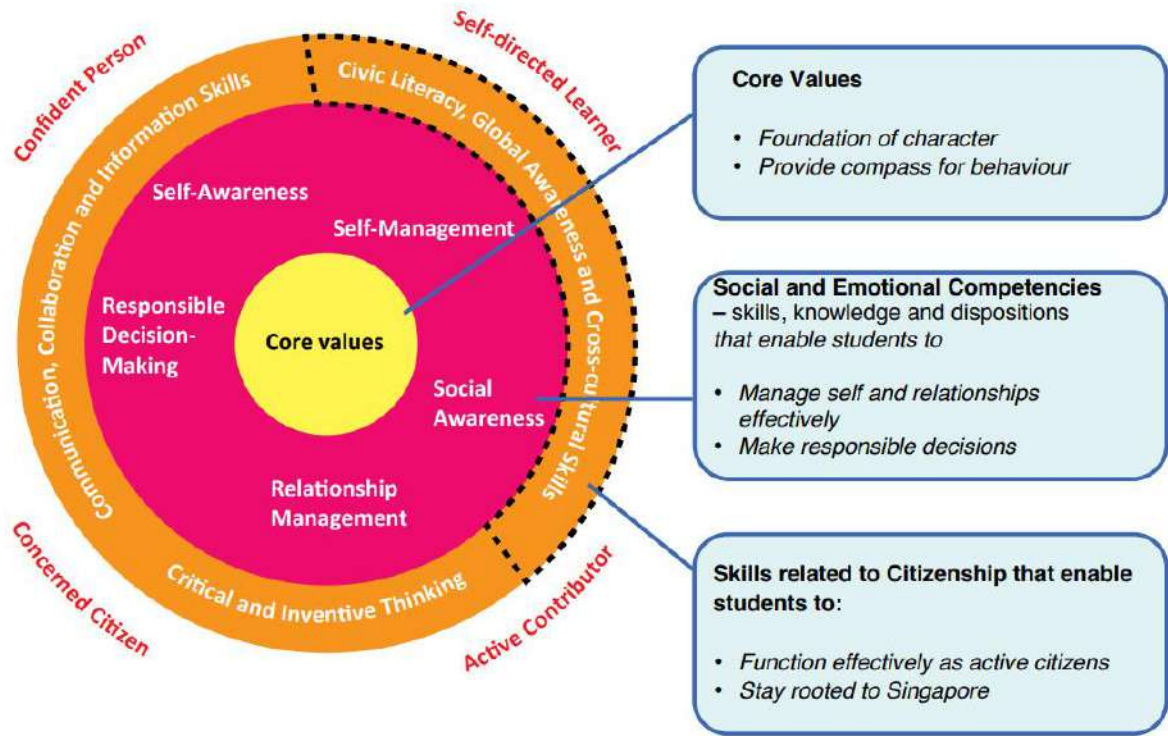 Confident Person
Self-directed Learner
Communication, Collaboration and Information Skills
Civic Literacy, Global Awareness and Cross-cultural Skills
Self-Awareness
Self-Management
Responsible
Decision-
Making
Core values
Social
Awareness
Relationship
Management
Critical and Inventive Thinking
Concerned Citizen
Active Contributor
Core Values
• Foundation of character
• Provide compass for behaviour
Social and Emotional Competencies
– skills, knowledge and dispositions
that enable students to
• Manage self and relationships
effectively
• Make responsible decisions
Skills related to Citizenship that enable
students to:
• Function effectively as active citizens
• Stay rooted to Singapore